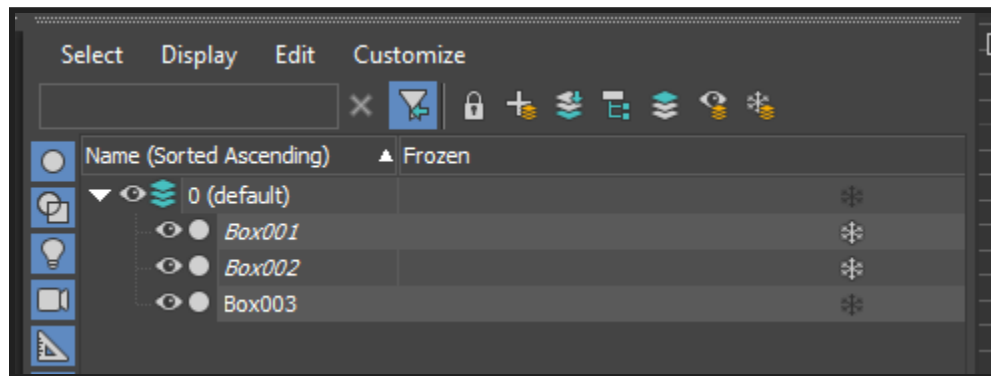 Select Display Edit Customize
Name (Sorted Ascending) Frozen
0 (default)
Box001
Box002
Box003